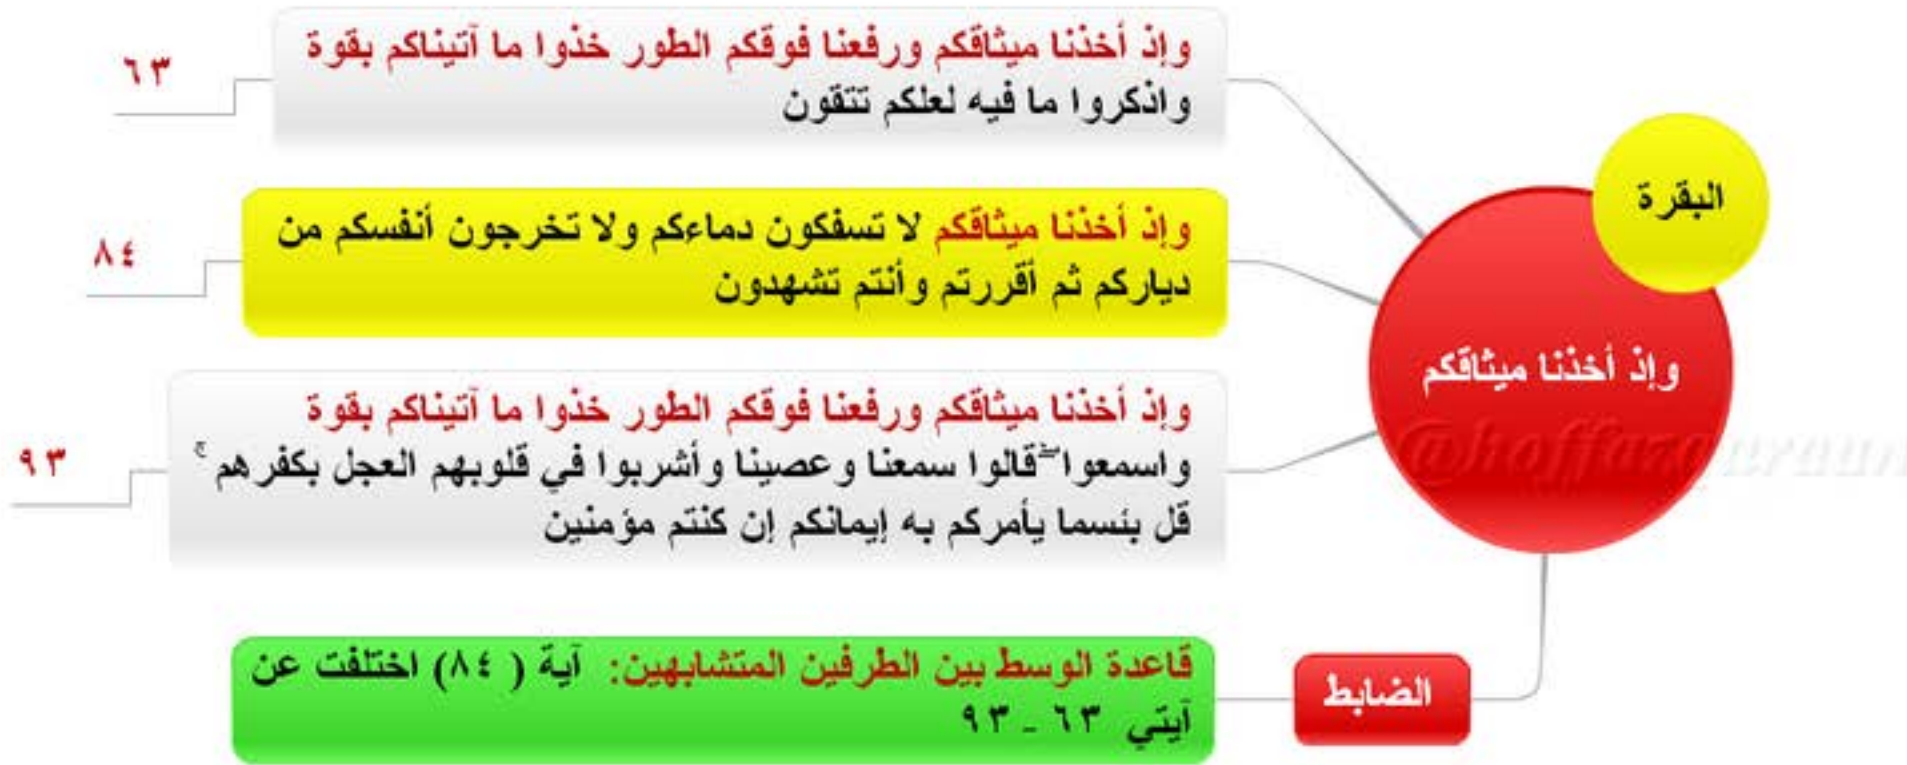 البقرة
وإذ أخذنا ميثاقكم
وإذ أخذنا ميثاقكم ورفعنا فوقكم الطور خذوا ما آتيناكم بقوة
واذكروا ما فيه لعلكم تتقون
٦٣
وإذ أخذنا ميثاقكم لا تسفكون دماءكم ولا تخرجون أنفسكم من
دياركم ثم أقررتم وأنتم تشهدون
٨٤
وإذ أخذنا ميثاقكم ورفعنا فوقكم الطور خذوا ما آتيناكم بقوة
واسمعوا ۖ قالوا سمعنا وعصينا وأشربوا في قلوبهم العجل بكفرهم ۚ
قل بئسما يأمركم به إيمانكم إن كنتم مؤمنين
٩٣
الضابط
قاعدة الوسط بين الطرفين المتشابهين: آية ( ٨٤) اختلفت عن
آيتي ٦٣ - ٩٣